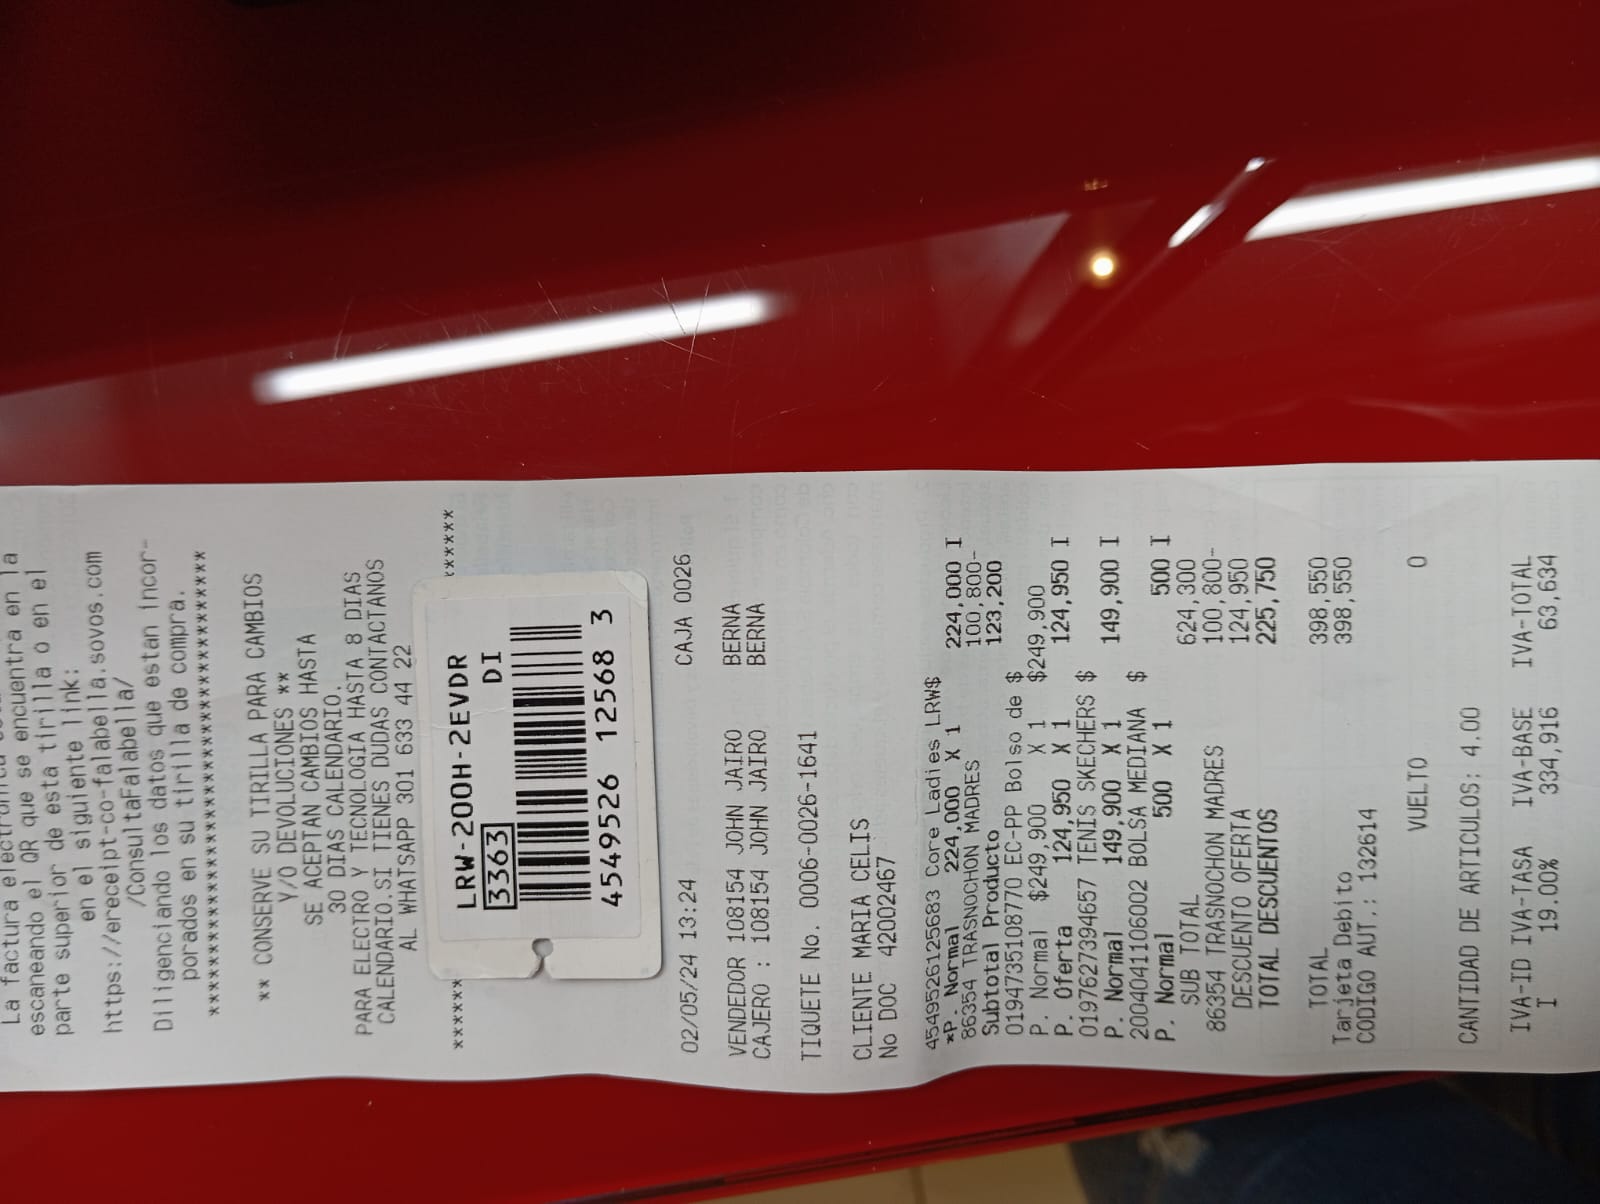 La factura electrónica
escaneando el QR que se encuentra en la
parte superior de esta tirilla o en el
en el siguiente link:
https://ereceipt-co-falabella.sovos.com
/ConsultaFalabella/
Diligenciando los datos que están incor-
porados en su tirilla de compra.
****************************************
** CONSERVE SU TIRILLA PARA CAMBIOS
Y/O DEVOLUCIONES **
SE ACEPTAN CAMBIOS HASTA
30 DIAS CALENDARIO.
PARA ELECTRO Y TECNOLOGIA HASTA 8 DIAS
CALENDARIO.SI TIENES DUDAS CONTACTANOS
AL WHATSAPP 301 633 44 22
LRW-200H-2EVDR
3363 DI
4549526 12568 3
02/05/24 13:24 CAJA 0026
VENDEDOR 108154 JOHN JAIRO BERNA
CAJERO : 108154 JOHN JAIRO BERNA
TIQUETE No. 0006-0026-1641
CLIENTE MARIA CELIS
No DOC 42002467
4549526125683 Core Ladies LRW$
*P. Normal 224,000 X 1 224,000 I
86354 TRASNOCHON MADRES 100,800-
Subtotal Producto 123,200
0194735108770 EC-PP Bolso de $
P. Normal $249,900 X 1 $249,900
P. Oferta 124,950 X 1 124,950 I
0197627394657 TENIS SKECHERS $
P. Normal 149,900 X 1 149,900 I
2004041106002 BOLSA MEDIANA $
P. Normal 500 X 1 500 I
SUB TOTAL 624,300
86354 TRASNOCHON MADRES 100,800-
DESCUENTO OFERTA 124,950
TOTAL DESCUENTOS 225,750
TOTAL 398,550
Tarjeta Debito 398,550
CODIGO AUT.: 132614
VUELTO 0
CANTIDAD DE ARTICULOS: 4.00
IVA-ID IVA-TASA IVA-BASE IVA-TOTAL
I 19.00% 334,916 63,634